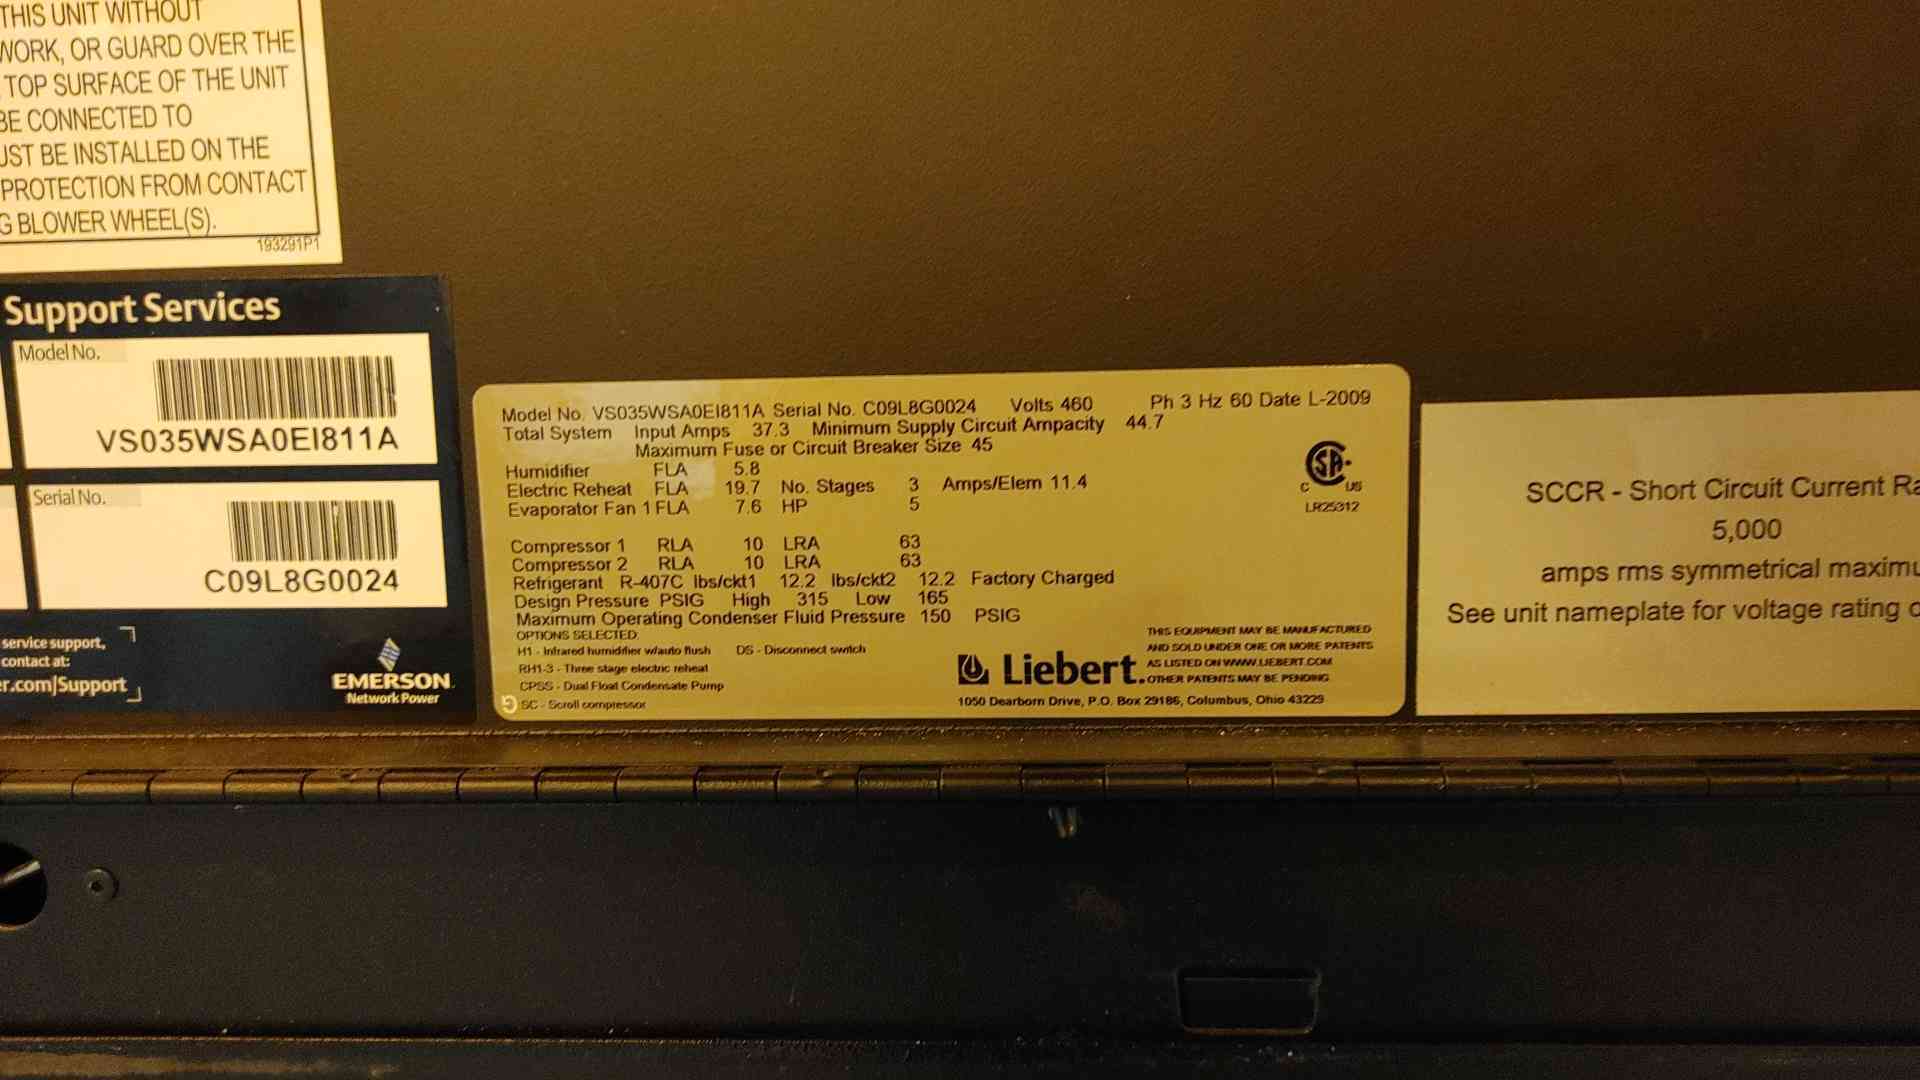 THIS UNIT WITHOUT
WORK, OR GUARD OVER THE
TOP SURFACE OF THE UNIT
BE CONNECTED TO
UST BE INSTALLED ON THE
PROTECTION FROM CONTACT
G BLOWER WHEEL(S).
193291P1
Support Services
Model No.
VS035WSA0EI811A
Serial No.
C09L8G0024
service support,
contact at:
r.com/Support
EMERSON
Network Power
Model No. VS035WSA0EI811A Serial No. C09L8G0024 Volts 460 Ph 3 Hz 60 Date L-2009
Total System Input Amps 37.3 Minimum Supply Circuit Ampacity 44.7
Maximum Fuse or Circuit Breaker Size 45
Humidifier FLA 5.8
Electric Reheat FLA 19.7 No. Stages 3 Amps/Elem 11.4
Evaporator Fan 1 FLA 7.6 HP 5
Compressor 1 RLA 10 LRA 63
Compressor 2 RLA 10 LRA 63
Refrigerant R-407C lbs/ckt1 12.2 lbs/ckt2 12.2 Factory Charged
Design Pressure PSIG High 315 Low 165
Maximum Operating Condenser Fluid Pressure 150 PSIG
OPTIONS SELECTED:
H1 - Infrared humidifier w/auto flush DS - Disconnect switch
RH1-3 - Three stage electric reheat
CPSS - Dual Float Condensate Pump
SC - Scroll compressor
SA
C US
LR25312
Liebert.
THIS EQUIPMENT MAY BE MANUFACTURED
AND SOLD UNDER ONE OR MORE PATENTS
AS LISTED ON WWW.LIEBERT.COM
OTHER PATENTS MAY BE PENDING.
1050 Dearborn Drive, P.O. Box 29186, Columbus, Ohio 43229
SCCR - Short Circuit Current Ra
5,000
amps rms symmetrical maximu
See unit nameplate for voltage rating o